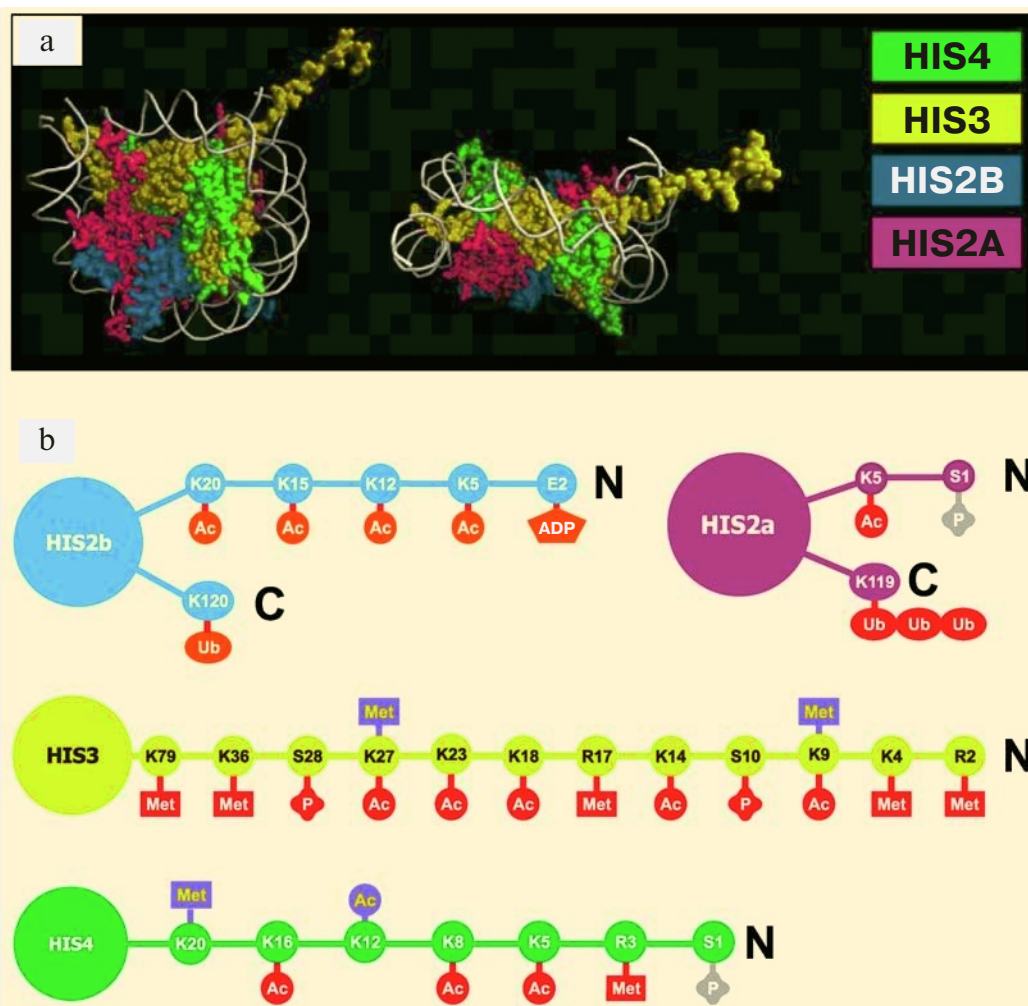 a
HIS4
HIS3
HIS2B
HIS2A
b
HIS2b
K20 K15 K12 K5 E2 N
Ac Ac Ac Ac ADP
K120 C
Ub
HIS2a
K5 S1 N
Ac P
K119 C
Ub Ub Ub
Met Met
HIS3 K79 K36 S28 K27 K23 K18 R17 K14 S10 K9 K4 R2 N
Met Met P Ac Ac Ac Met Ac P Ac Met Met
Met Ac
HIS4 K20 K16 K12 K8 K5 R3 S1 N
Ac Ac Ac Met P